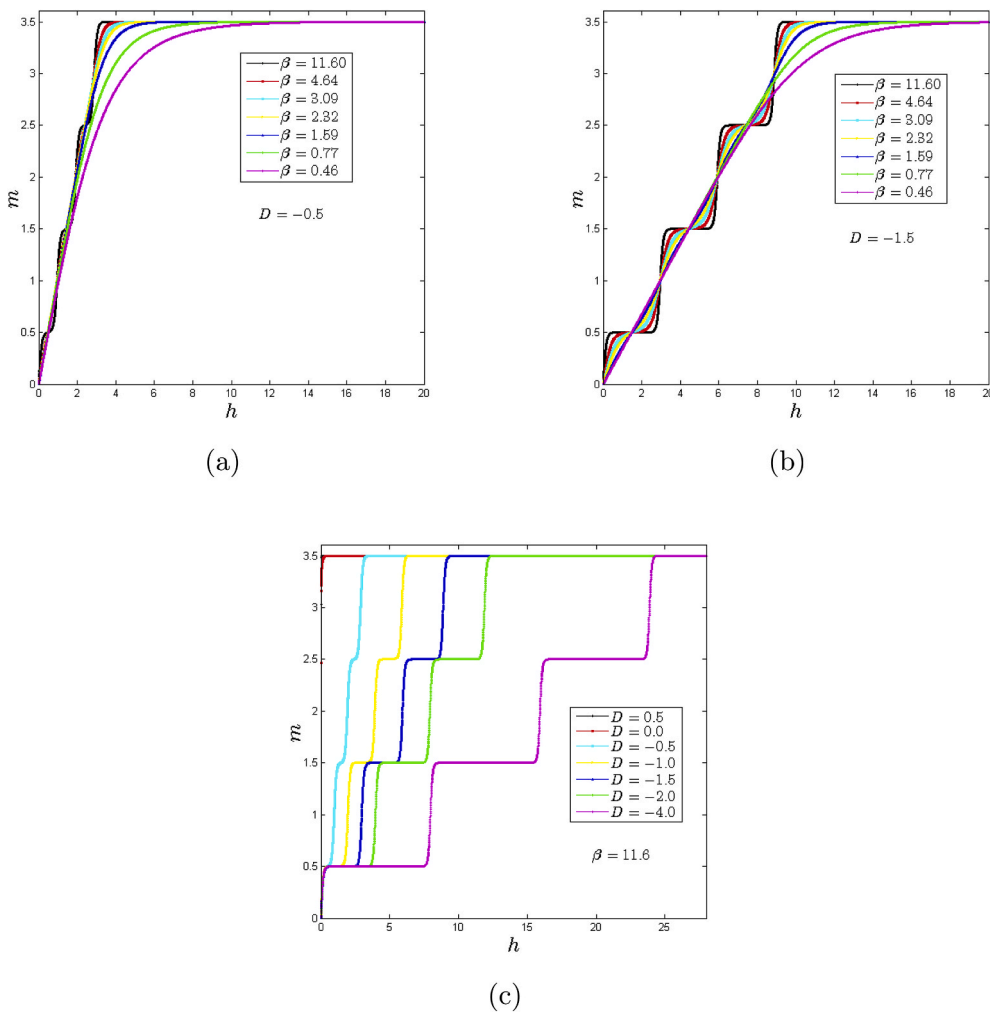 3.5
3
2.5
2
1.5
1
0.5
0
m
0 2 4 6 8 10 12 14 16 18 20
h
β = 11.60
β = 4.64
β = 3.09
β = 2.32
β = 1.59
β = 0.77
β = 0.46
D = −0.5
(a)
3.5
3
2.5
2
1.5
1
0.5
0
m
0 2 4 6 8 10 12 14 16 18 20
h
β = 11.60
β = 4.64
β = 3.09
β = 2.32
β = 1.59
β = 0.77
β = 0.46
D = −1.5
(b)
3.5
2.5
1.5
1
0.5
0
m
0 5 10 15 20 25
h
D = 0.5
D = 0.0
D = −0.5
D = −1.0
D = −1.5
D = −2.0
D = −4.0
β = 11.6
(c)